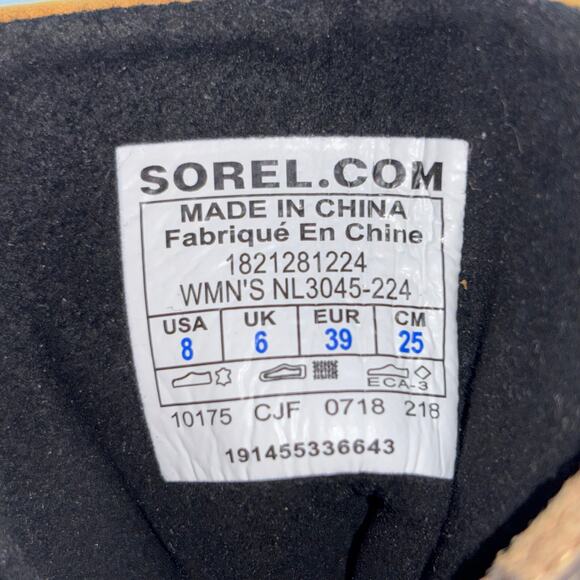 SOREL.COM
MADE IN CHINA
Fabriqué En Chine
1821281224
WMN'S NL3045-224
USA UK EUR CM
8 6 39 25
ECA-3
10175 CJF 0718 218
191455336643